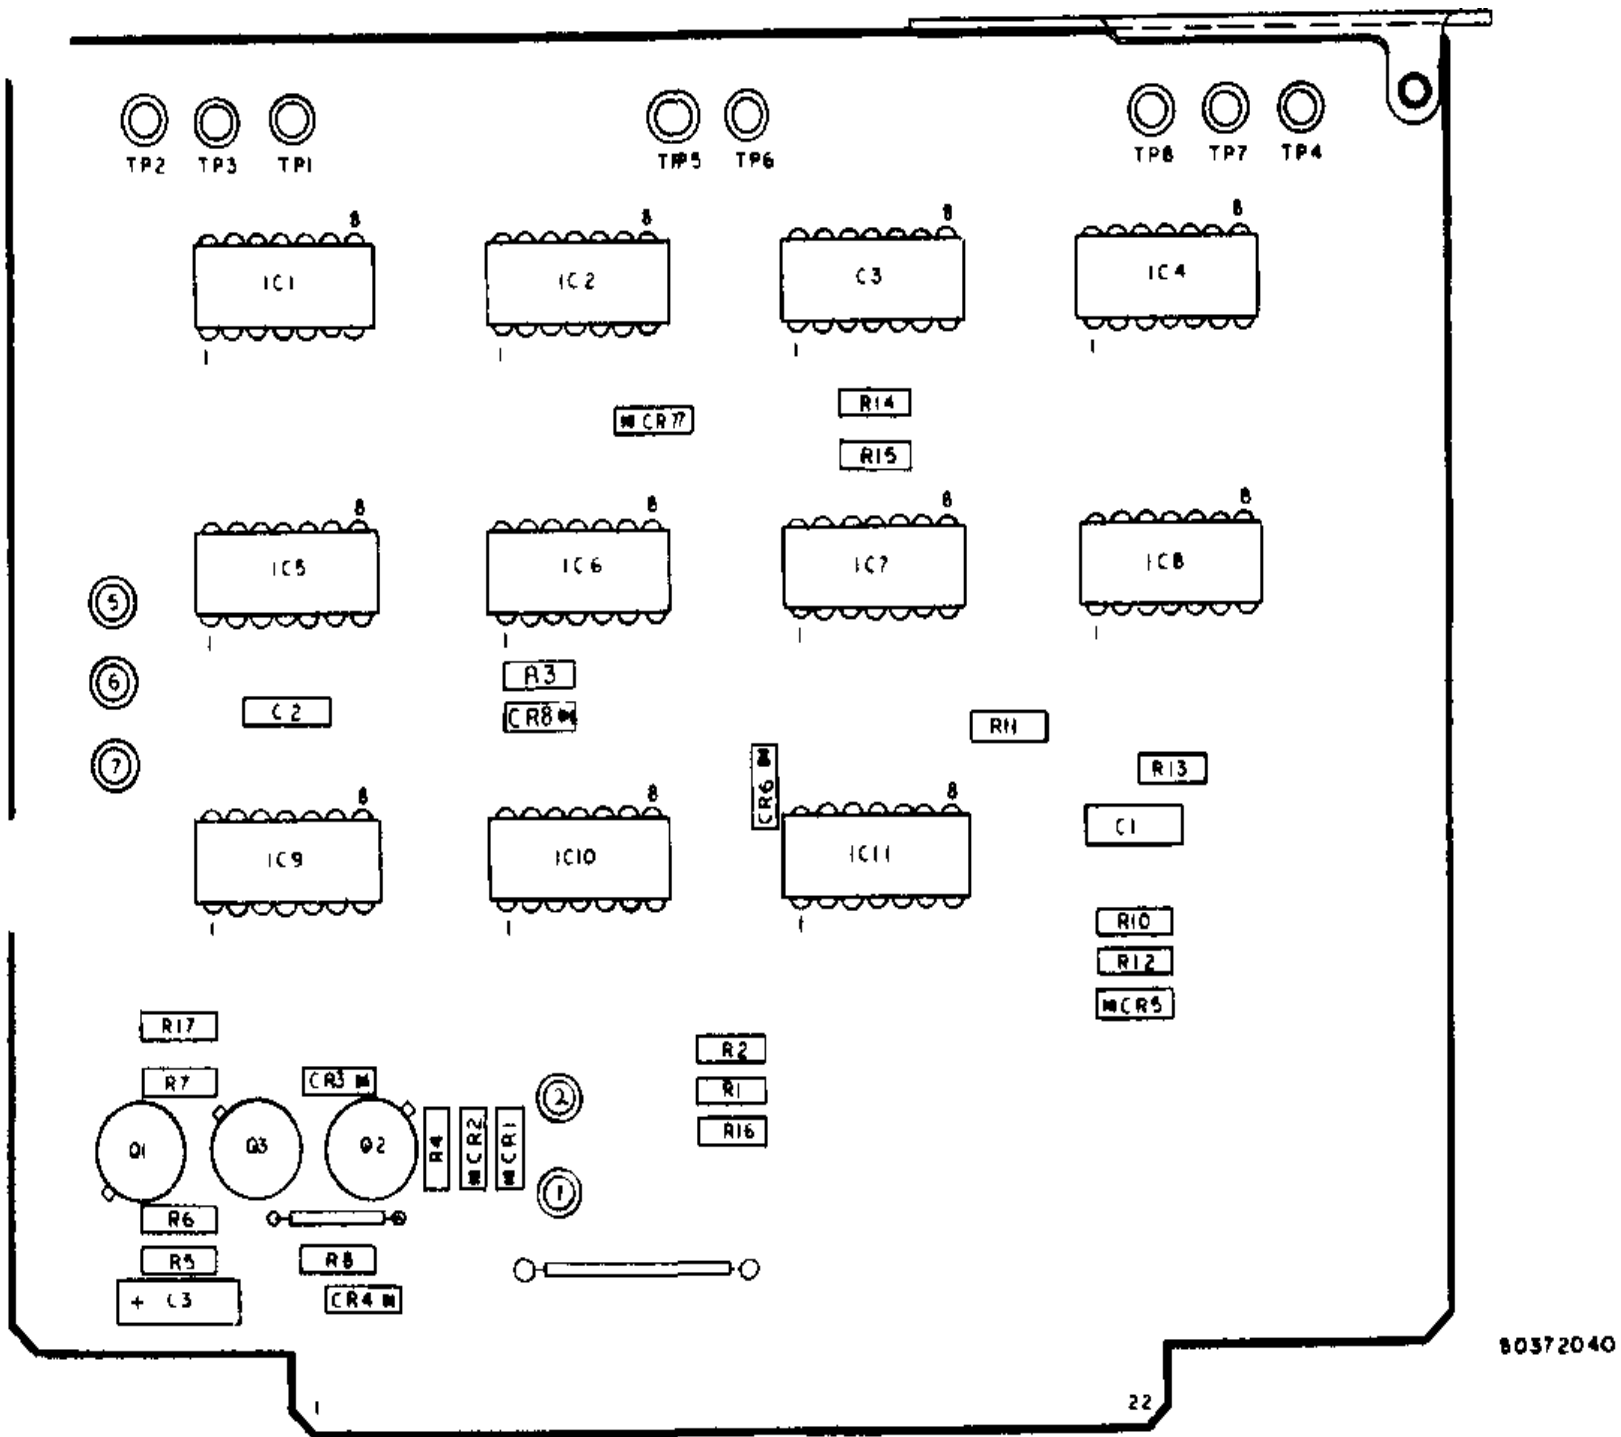 TP2 TP3 TP1 TP5 TP6 TP8 TP7 TP4
8 8 8 8
IC1 IC2 C3 IC4
1 1 1 1
R14
CR7
R15
8 8 8 8
IC5 IC6 IC7 IC8
5
1 1 1 1
6
R3
C2 CR8
R11
7
R13
CR6
8 8 8
C1
IC9 IC10 IC11
R10
1 1 1
R12
CR5
R17
R2
R7 CR3
R1
2
R16
Q1 Q3 Q2 R4 CR2 CR1
1
R6
R5 R8
+ C3 CR4
80372040
1 22